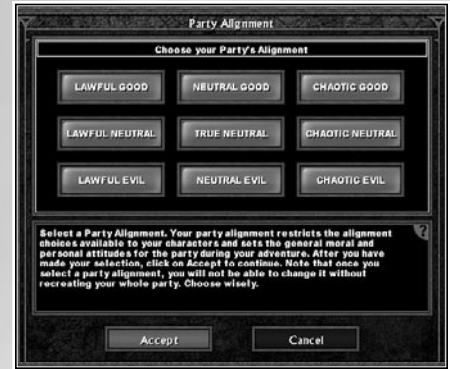 Party Alignment
Choose your Party's Alignment
LAWFUL GOOD NEUTRAL GOOD CHAOTIC GOOD
LAWFUL NEUTRAL TRUE NEUTRAL CHAOTIC NEUTRAL
LAWFUL EVIL NEUTRAL EVIL CHAOTIC EVIL
Select a Party Alignment. Your party alignment restricts the alignment
choices available to your characters and sets the general moral and
personal attitudes for the party during your adventure. After you have
made your selection, click on Accept to continue. Note that once you
select a party alignment, you will not be able to change it without
recreating your whole party. Choose wisely.
?
Accept Cancel